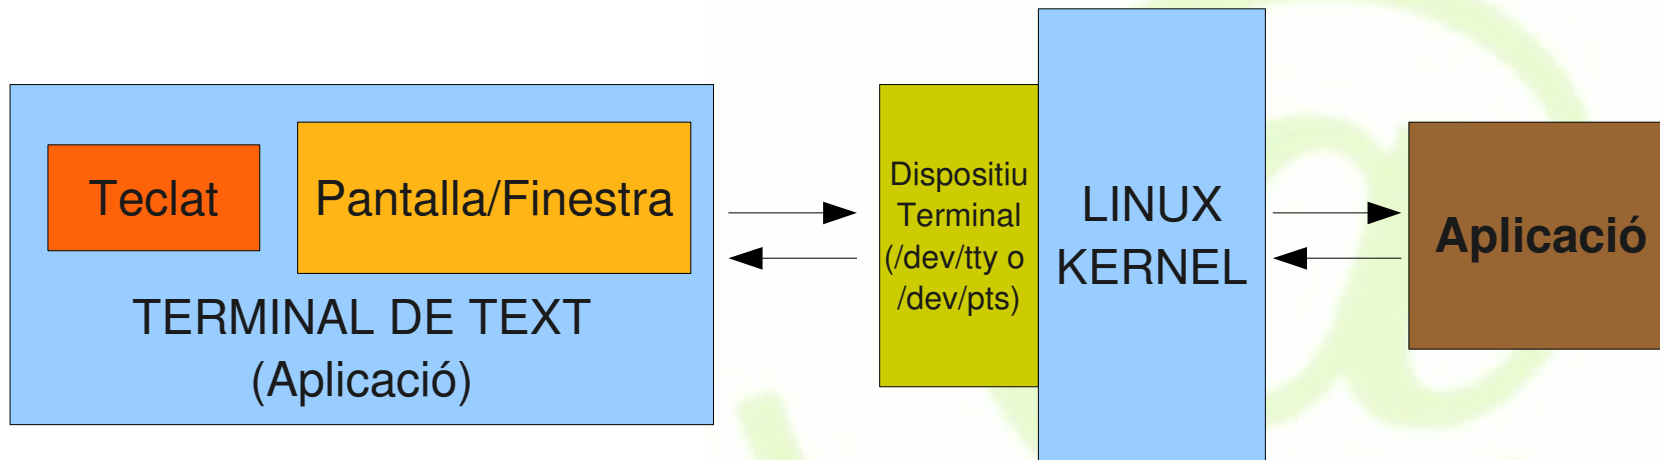 Teclat
Pantalla/Finestra
TERMINAL DE TEXT
(Aplicació)
Dispositiu
Terminal
(/dev/tty o
/dev/pts)
LINUX
KERNEL
Aplicació